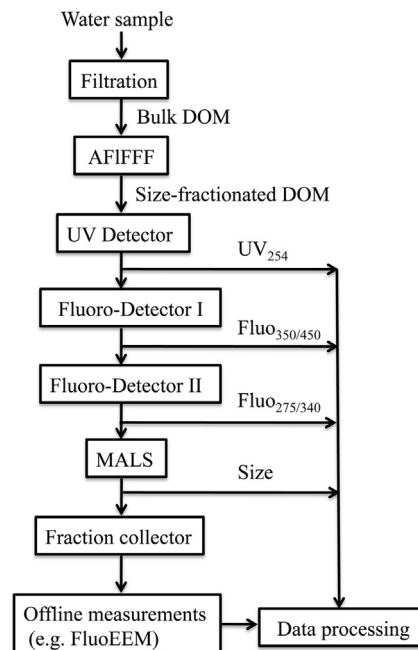 Water sample
Filtration
Bulk DOM
AFlFFF
Size-fractionated DOM
UV Detector
UV254
Fluoro-Detector I
Fluo350/450
Fluoro-Detector II
Fluo275/340
MALS
Size
Fraction collector
Offline measurements
(e.g. FluoEEM)
Data processing